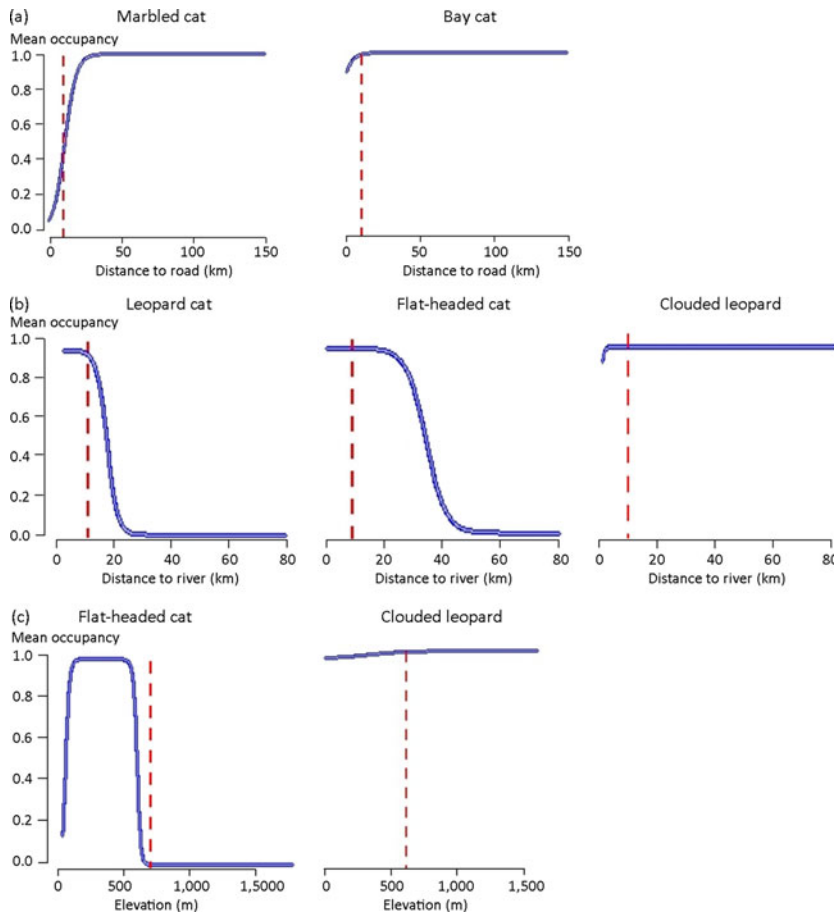 (a) Marbled cat Bay cat
Mean occupancy
1.0
0.8
0.6
0.4
0.2
0.0
0 50 100 150 0 50 100 150
Distance to road (km) Distance to road (km)
(b) Leopard cat Flat-headed cat Clouded leopard
Mean occupancy
1.0
0.8
0.6
0.4
0.2
0.0
0 20 40 60 80 0 20 40 60 80 0 20 40 60 80
Distance to river (km) Distance to river (km) Distance to river (km)
(c) Flat-headed cat Clouded leopard
Mean occupancy
1.0
0.8
0.6
0.4
0.2
0.0
0 500 1,000 1,5000 0 500 1,000 1,500
Elevation (m) Elevation (m)